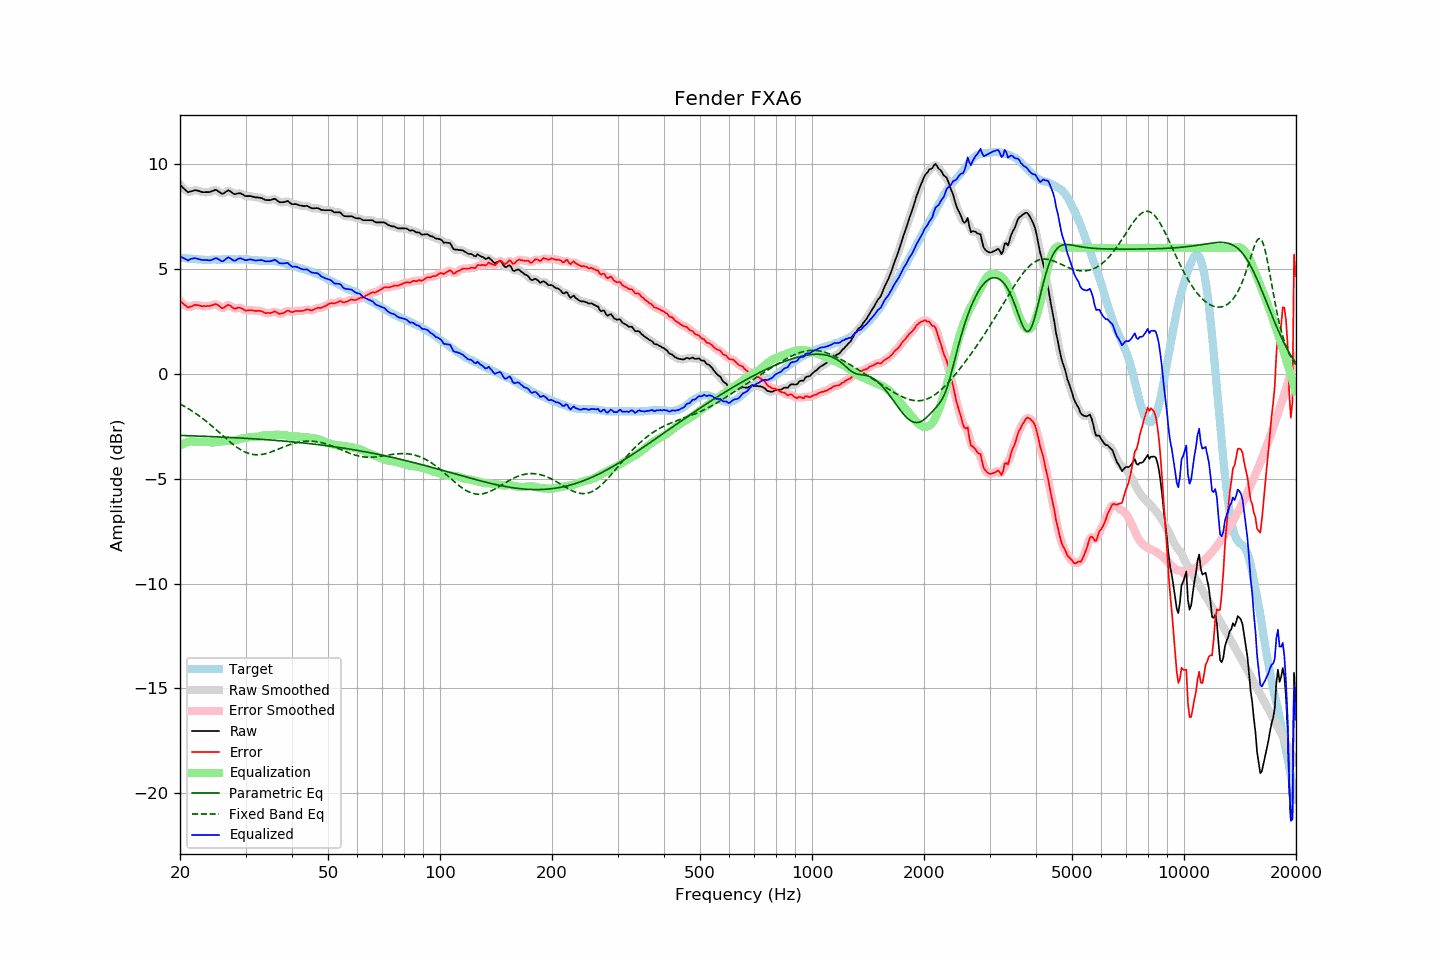 Fender FXA6
Amplitude (dBr)
10
5
0
−5
−10
−15
−20
Target
Raw Smoothed
Error Smoothed
Raw
Error
Equalization
Parametric Eq
Fixed Band Eq
Equalized
20 50 100 200 500 1000 2000 5000 10000 20000
Frequency (Hz)